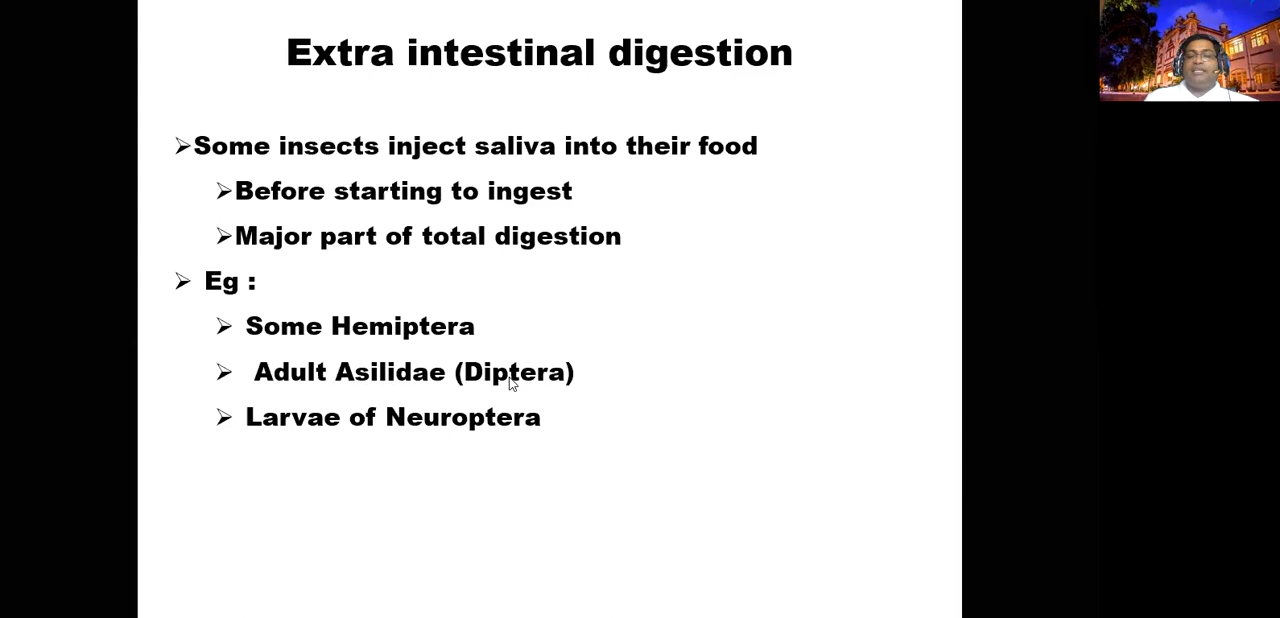 Extra intestinal digestion
➢Some insects inject saliva into their food
➢Before starting to ingest
➢Major part of total digestion
➢ Eg :
➢ Some Hemiptera
➢ Adult Asilidae (Diptera)
➢ Larvae of Neuroptera